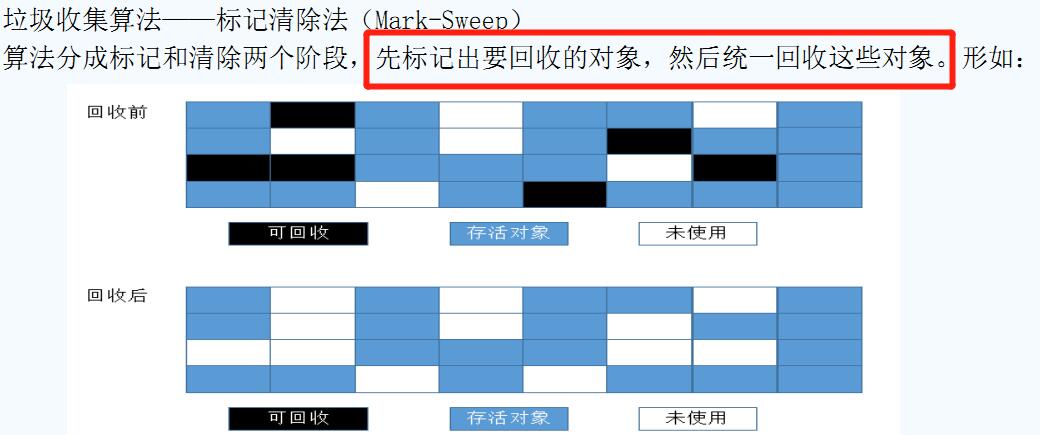 垃圾收集算法——标记清除法（Mark-Sweep）
算法分成标记和清除两个阶段，先标记出要回收的对象，然后统一回收这些对象。形如：
回收前
可回收 存活对象 未使用
回收后
可回收 存活对象 未使用